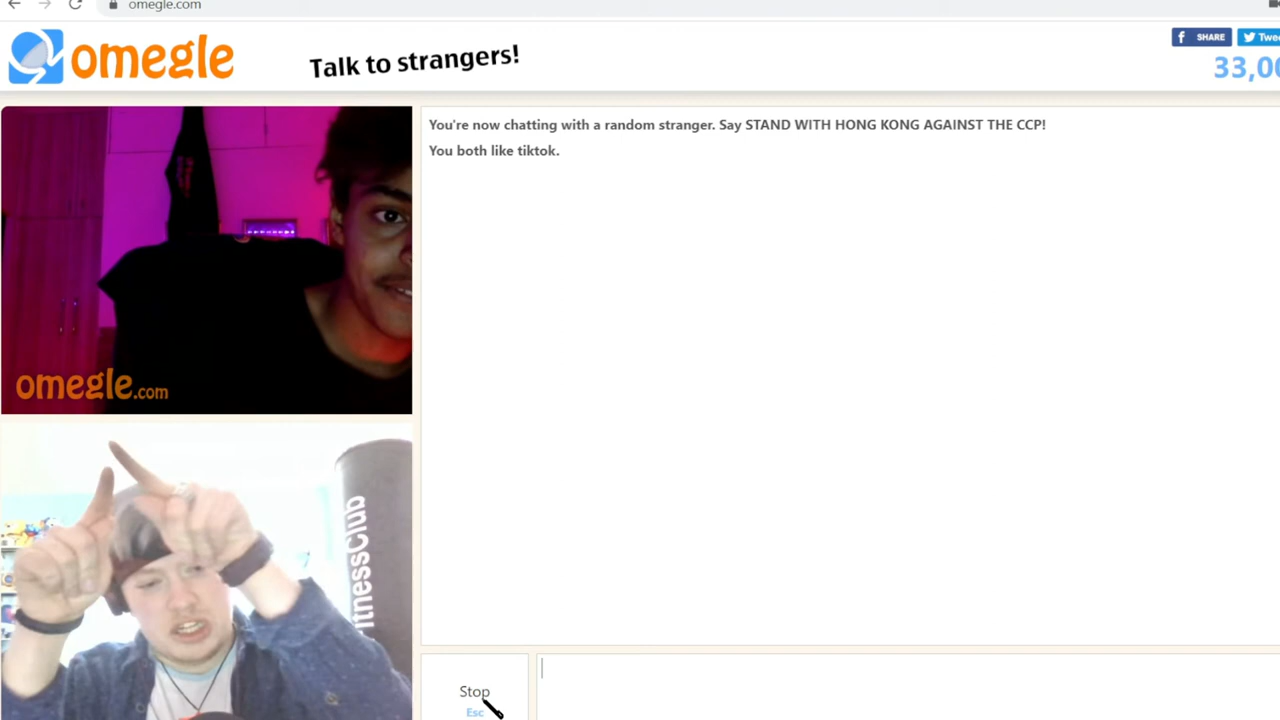 omegle.com
omegle
Talk to strangers!
SHARE
Twee
33,00
You're now chatting with a random stranger. Say STAND WITH HONG KONG AGAINST THE CCP!
You both like tiktok.
omegle.com
itnessClub
Stop
Esc